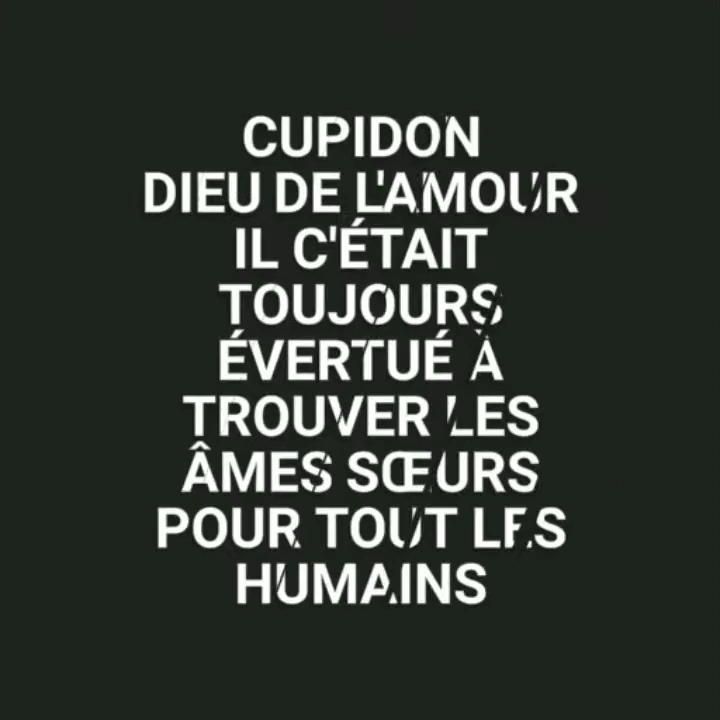 CUPIDON
DIEU DE L'AMOUR
IL C'ÉTAIT
TOUJOURS
ÉVERTUÉ À
TROUVER LES
ÂMES SŒURS
POUR TOUT LES
HUMAINS